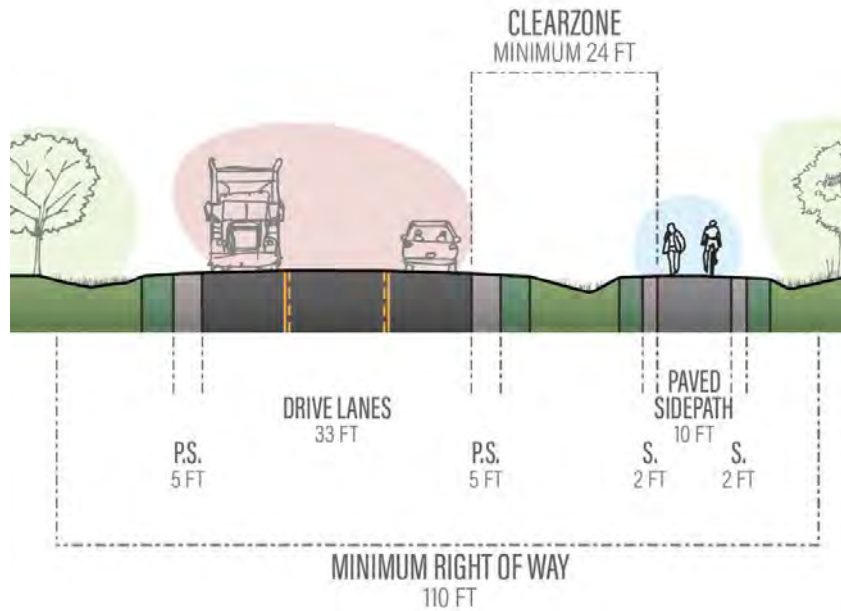 CLEARZONE
MINIMUM 24 FT
DRIVE LANES
33 FT
PAVED
SIDEPATH
10 FT
P.S.
5 FT
P.S.
5 FT
S.
2 FT
S.
2 FT
MINIMUM RIGHT OF WAY
110 FT